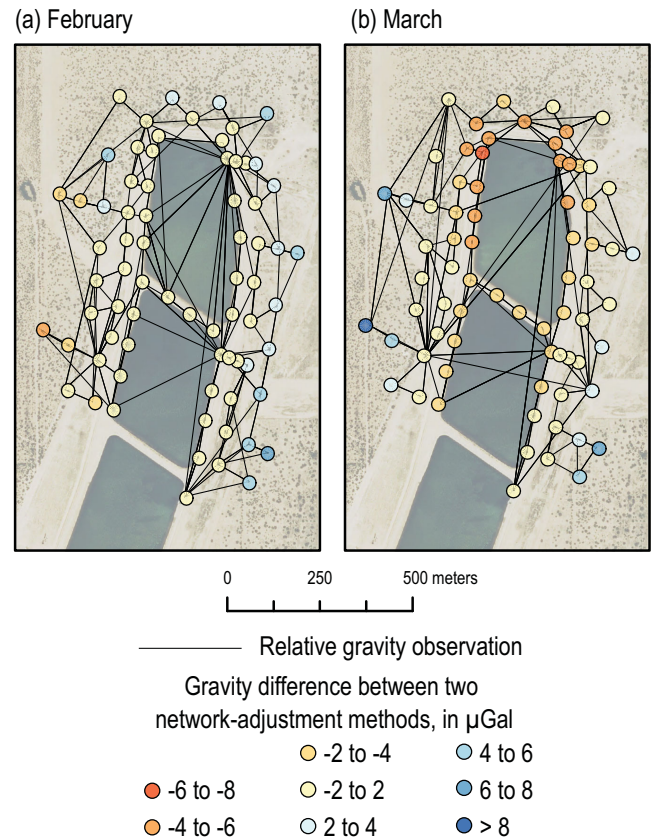 (a) February
(b) March
0 250 500 meters
Relative gravity observation
Gravity difference between two
network-adjustment methods, in µGal
-2 to -4 4 to 6
-6 to -8 -2 to 2 6 to 8
-4 to -6 2 to 4 > 8